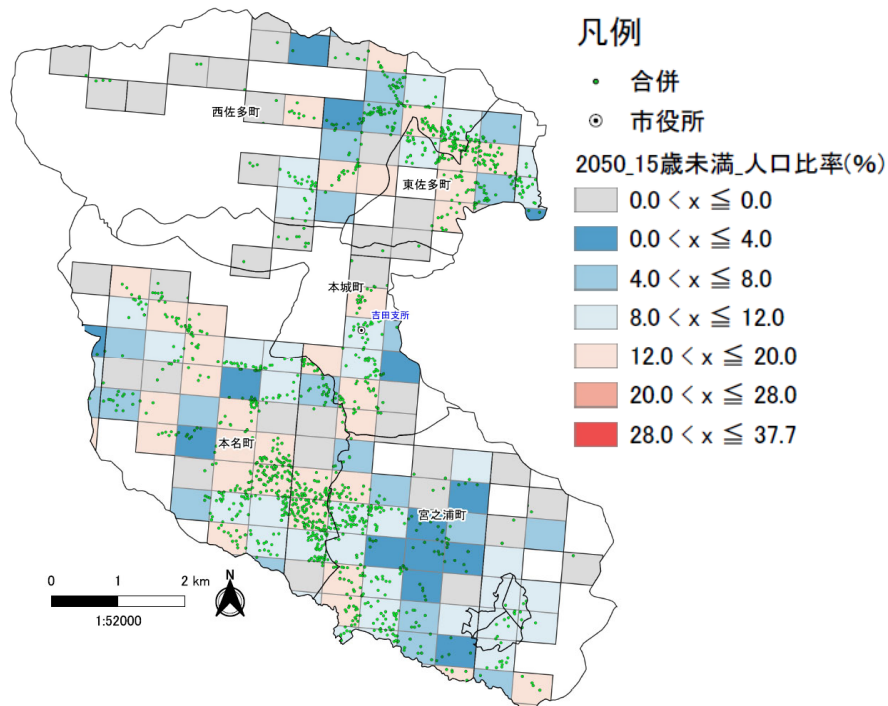 凡例
合併
市役所
2050_15歳未満_人口比率(%)
0.0 < x ≦ 0.0
0.0 < x ≦ 4.0
4.0 < x ≦ 8.0
8.0 < x ≦ 12.0
12.0 < x ≦ 20.0
20.0 < x ≦ 28.0
28.0 < x ≦ 37.7
西佐多町
東佐多町
本城町
吉田支所
本名町
宮之浦町
0 1 2 km
1:52000
N